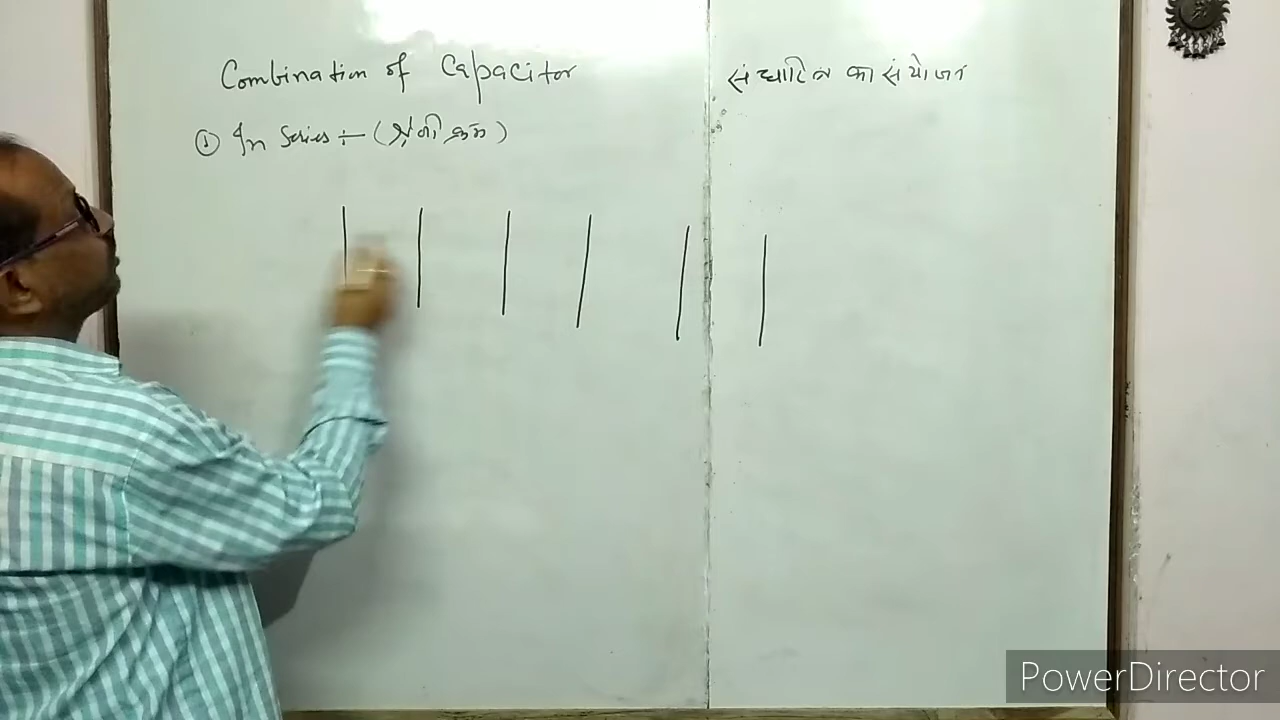 Combination of Capacitor संघारित्र का संयोजन
① In Series ÷ (श्रेणी क्रम)
PowerDirector